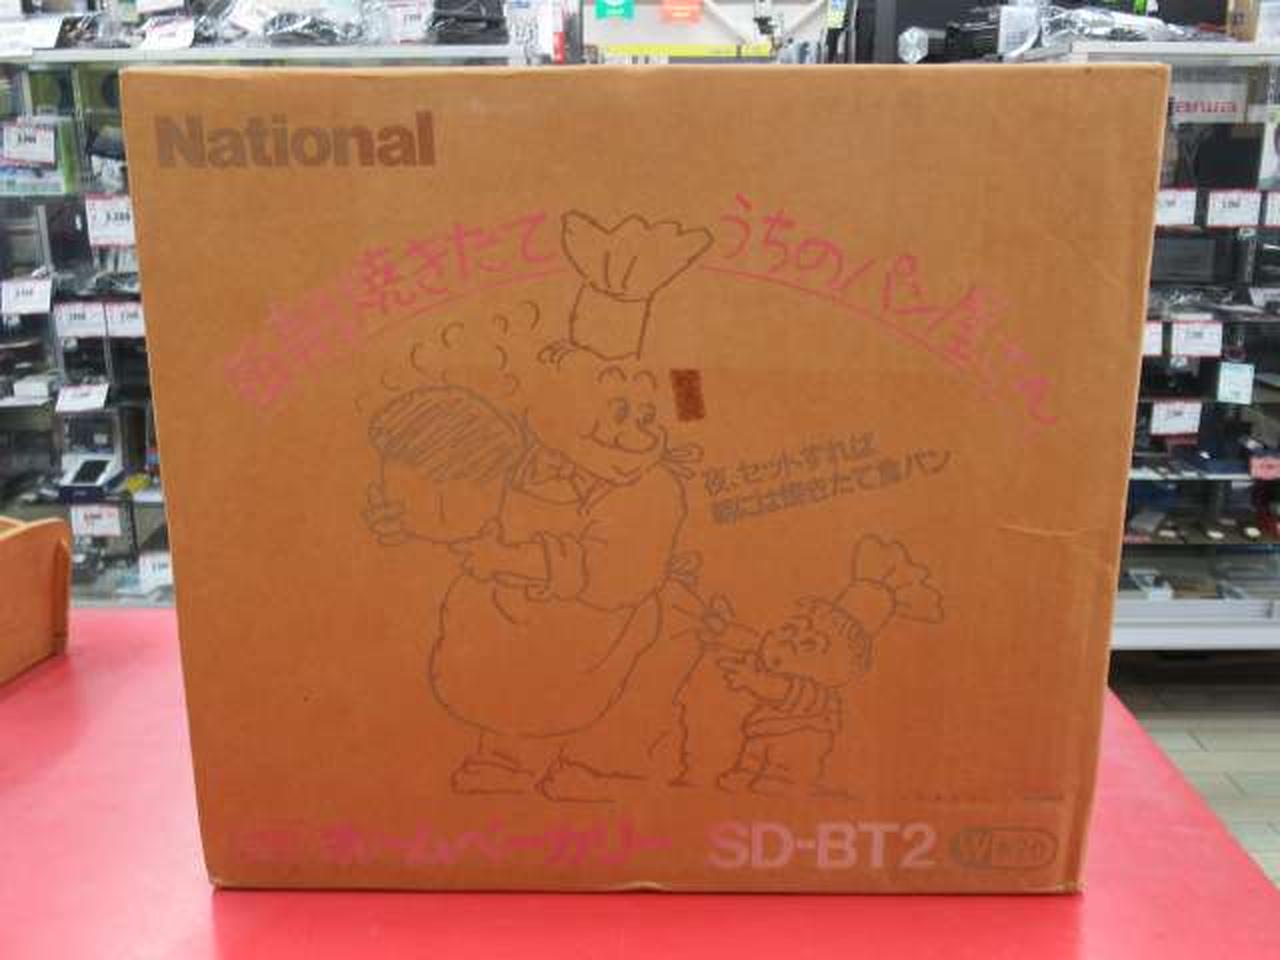 National
毎朝焼きたて うちのパン屋さん
夜、セットすれば
朝には焼きたて食パン
ホームベーカリー SD-BT2
aiwa